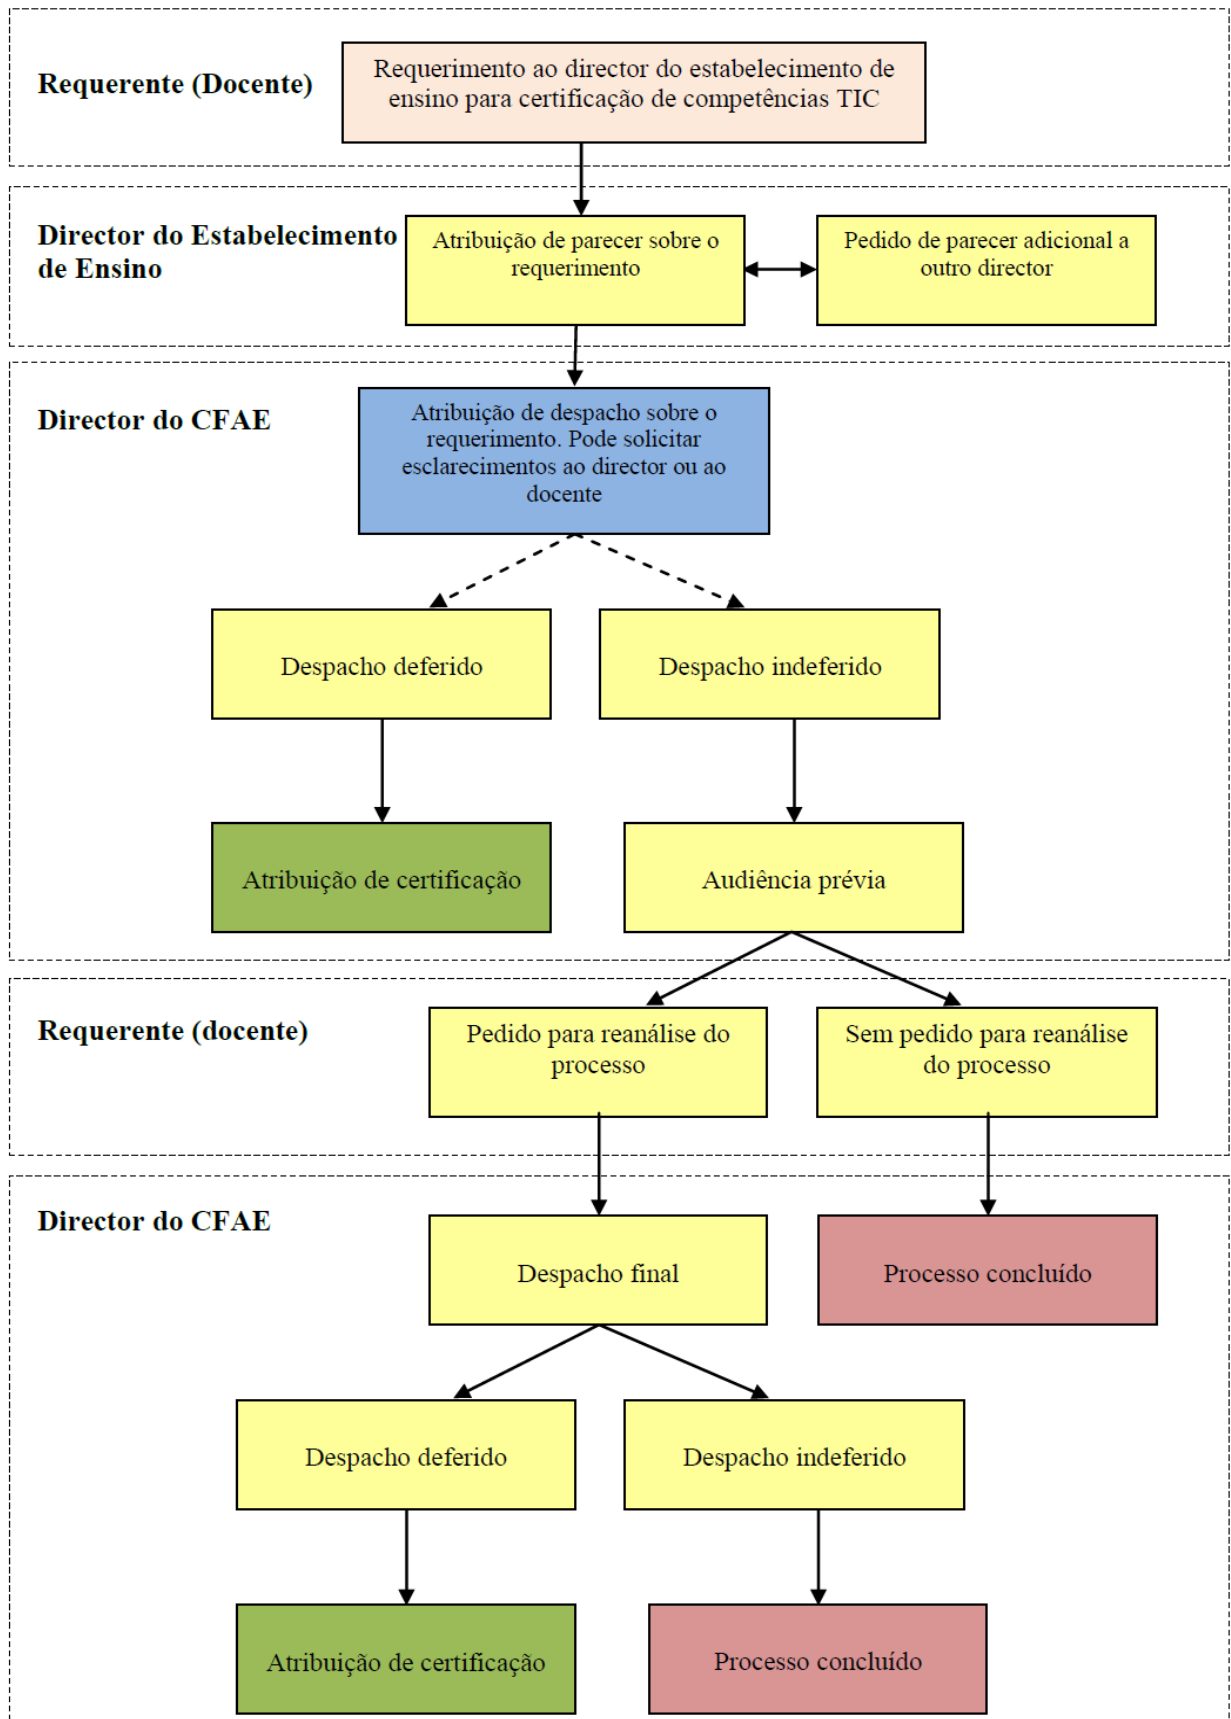 Requerente (Docente)
Requerimento ao director do estabelecimento de
ensino para certificação de competências TIC
Director do Estabelecimento
de Ensino
Atribuição de parecer sobre o
requerimento
Pedido de parecer adicional a
outro director
Director do CFAE
Atribuição de despacho sobre o
requerimento. Pode solicitar
esclarecimentos ao director ou ao
docente
Despacho deferido
Despacho indeferido
Atribuição de certificação
Audiência prévia
Requerente (docente)
Pedido para reanálise do
processo
Sem pedido para reanálise
do processo
Director do CFAE
Despacho final
Processo concluído
Despacho deferido
Despacho indeferido
Atribuição de certificação
Processo concluído